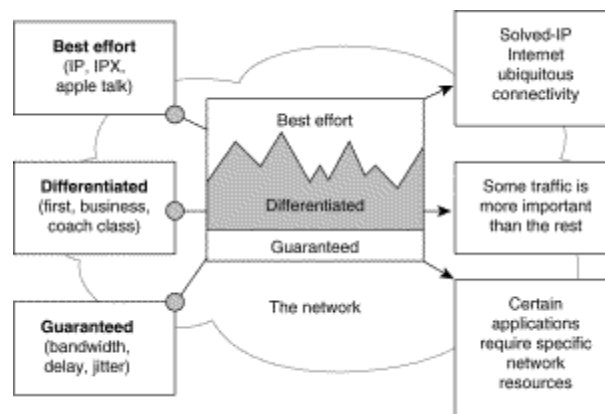 Best effort
(IP, IPX,
apple talk)
Differentiated
(first, business,
coach class)
Guaranteed
(bandwidth,
delay, jitter)
Best effort
Differentiated
Guaranteed
The network
Solved-IP
Internet
ubiquitous
connectivity
Some traffic is
more important
than the rest
Certain
applications
require specific
network
resources